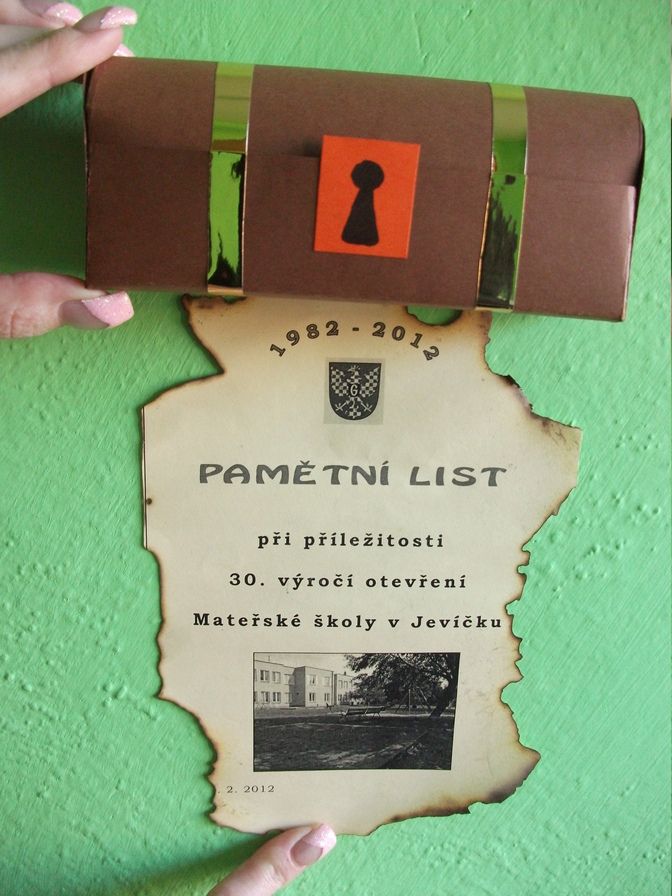 1982 - 2012
G
PAMĚTNÍ LIST
při příležitosti
30. výročí otevření
Mateřské školy v Jevíčku
. 2. 2012